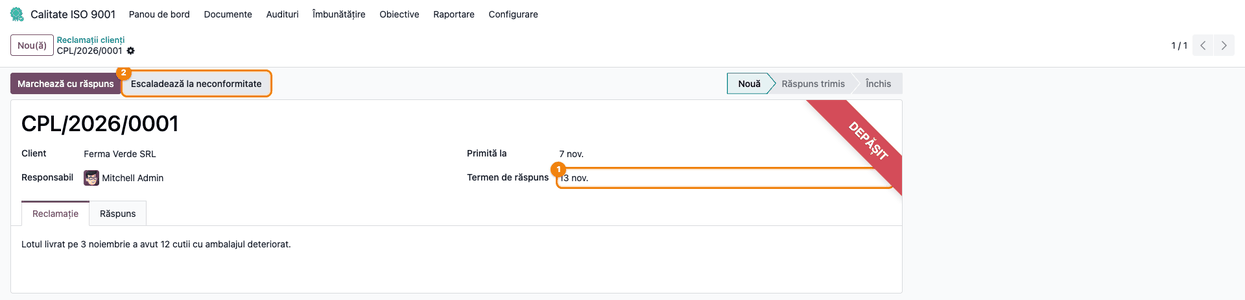 Calitate ISO 9001 Panou de bord Documente Audituri Îmbunătățire Obiective Raportare Configurare
Nou(ă) Reclamații clienți
CPL/2026/0001
1 / 1
2
Marchează cu răspuns Escaladează la neconformitate Nouă Răspuns trimis Închis
CPL/2026/0001
DEPĂȘIT
Client Ferma Verde SRL Primită la 7 nov.
1
Responsabil Mitchell Admin Termen de răspuns 13 nov.
Reclamație Răspuns
Lotul livrat pe 3 noiembrie a avut 12 cutii cu ambalajul deteriorat.